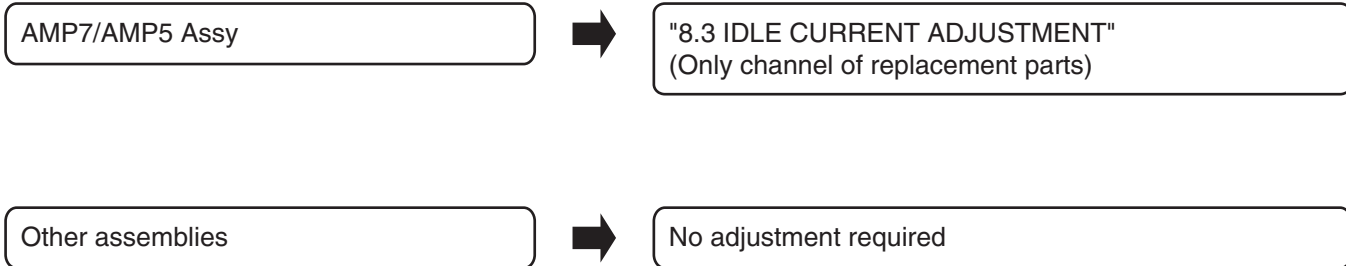 AMP7/AMP5 Assy
"8.3 IDLE CURRENT ADJUSTMENT"
(Only channel of replacement parts)
Other assemblies
No adjustment required